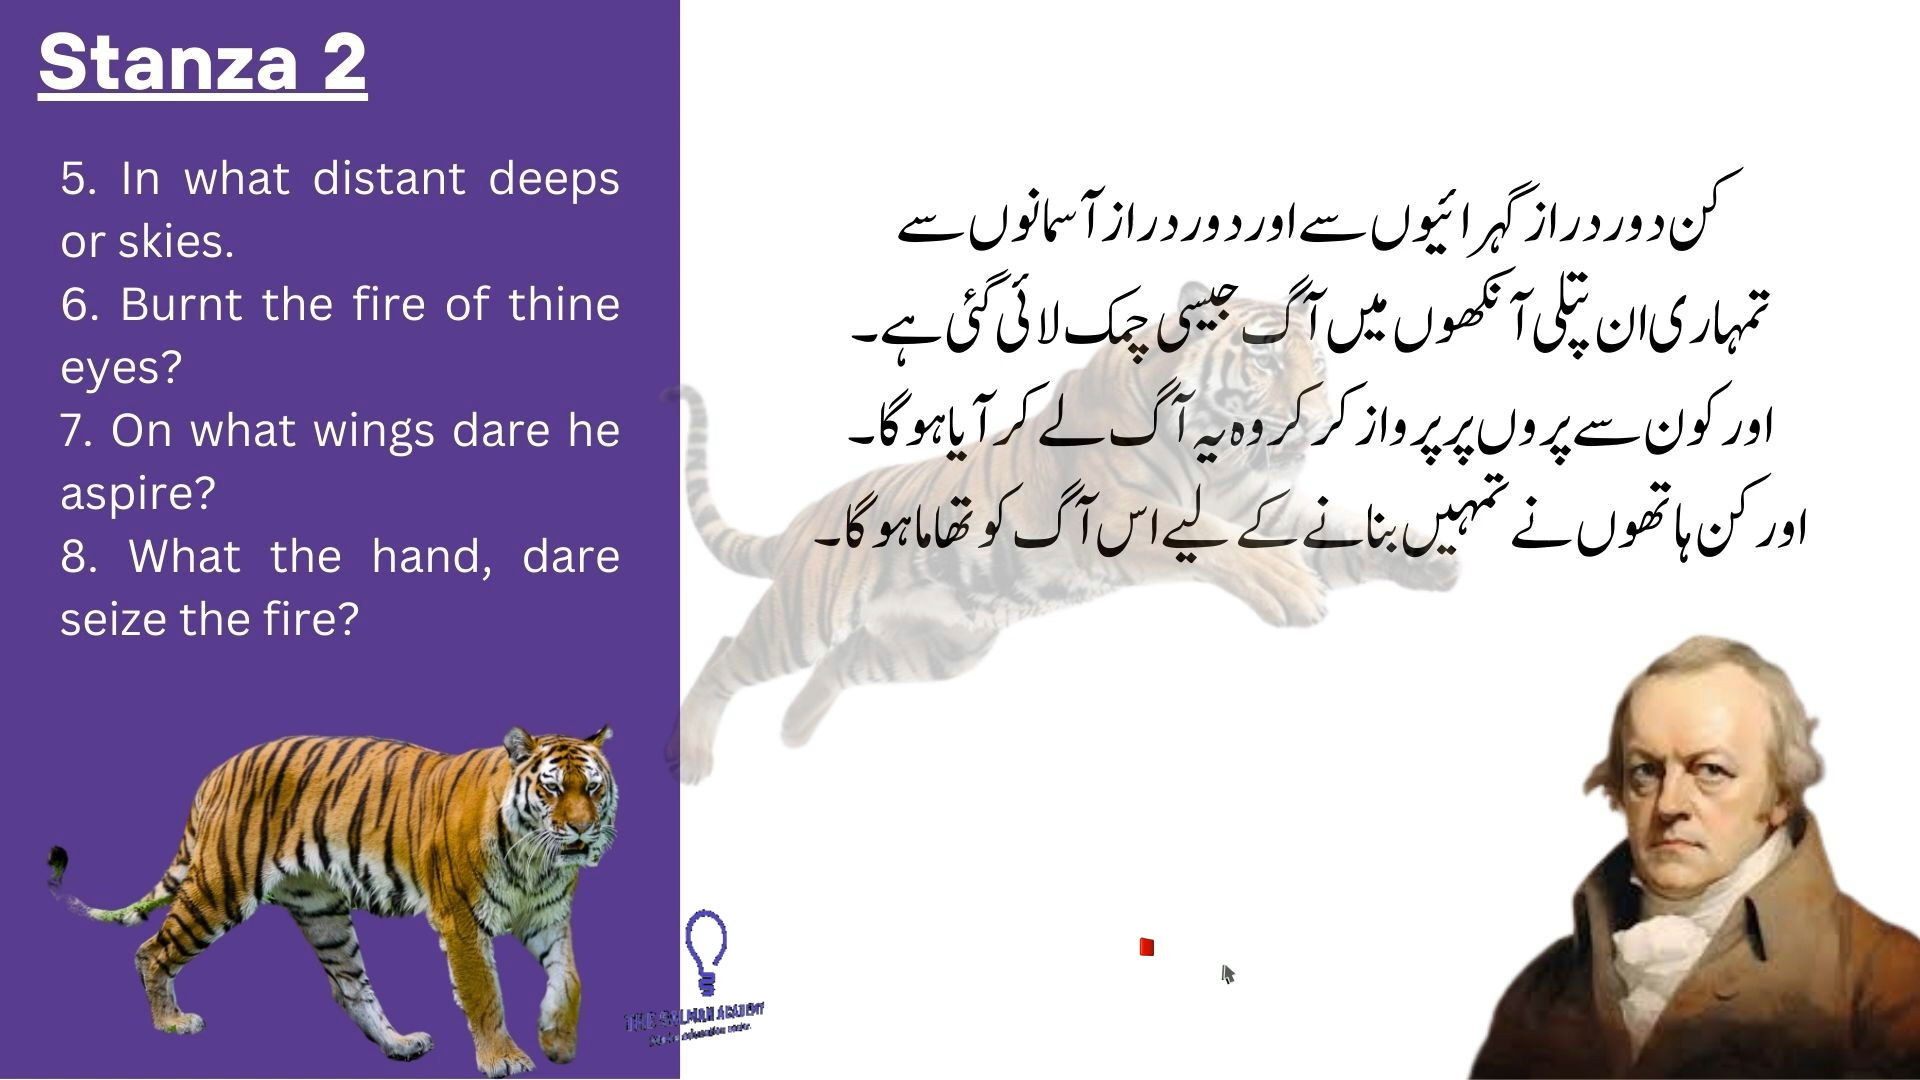 Stanza 2
5. In what distant deeps
or skies.
6. Burnt the fire of thine
eyes?
7. On what wings dare he
aspire?
8. What the hand, dare
seize the fire?
کن دور دراز گہرائیوں سے اور دور دراز آسمانوں سے
تمہاری ان پتلی آنکھوں میں آگ جیسی چمک لائی گئی ہے۔
اور کون سے پروں پر پرواز کر کر وہ یہ آگ لے کر آیا ہو گا۔
اور کن ہاتھوں نے تمہیں بنانے کے لیے اس آگ کو تھاما ہو گا۔
THE SALMAN ACADEMY